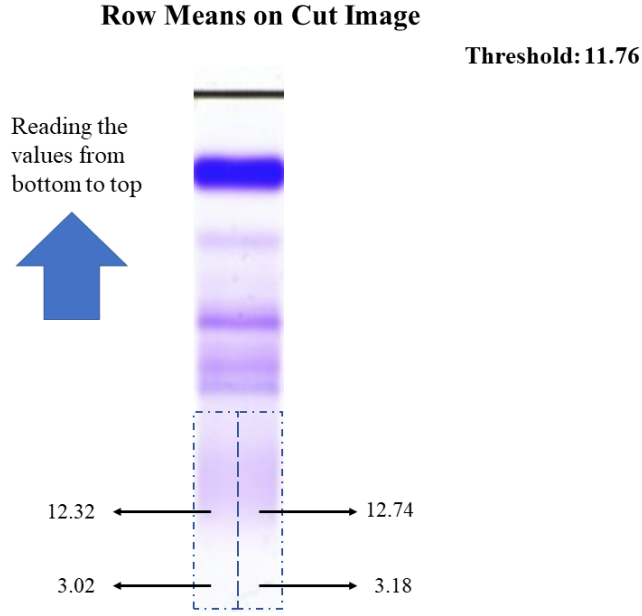 Row Means on Cut Image
Threshold: 11.76
Reading the
values from
bottom to top
12.32
12.74
3.02
3.18